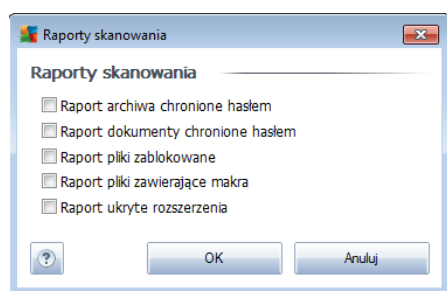 Raporty skanowania
Raporty skanowania
Raport archiwa chronione hasłem
Raport dokumenty chronione hasłem
Raport pliki zablokowane
Raport pliki zawierające makra
Raport ukryte rozszerzenia
? OK Anuluj